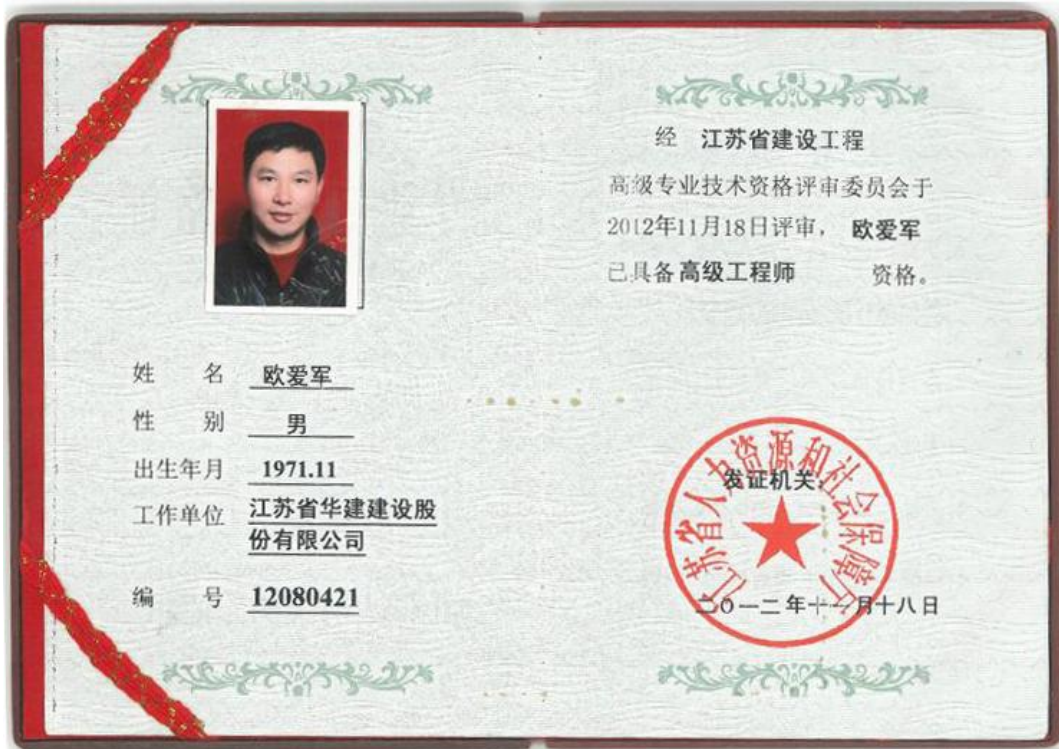 姓 名 欧爱军
性 别 男
出生年月 1971.11
工作单位 江苏省华建建设股
份有限公司
编 号 12080421
经 江苏省建设工程
高级专业技术资格评审委员会于
2012年11月18日评审， 欧爱军
已具备 高级工程师 资格。
江苏省人力资源和社会保障厅
发证机关：
二〇一二年十一月十八日